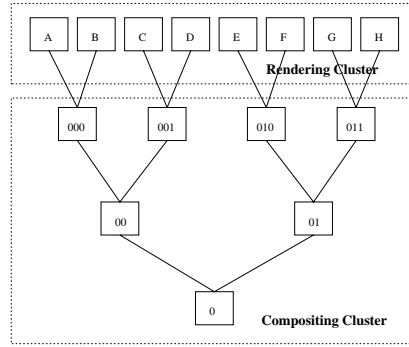 A B C D E F G H
Rendering Cluster
000 001 010 011
00 01
0
Compositing Cluster